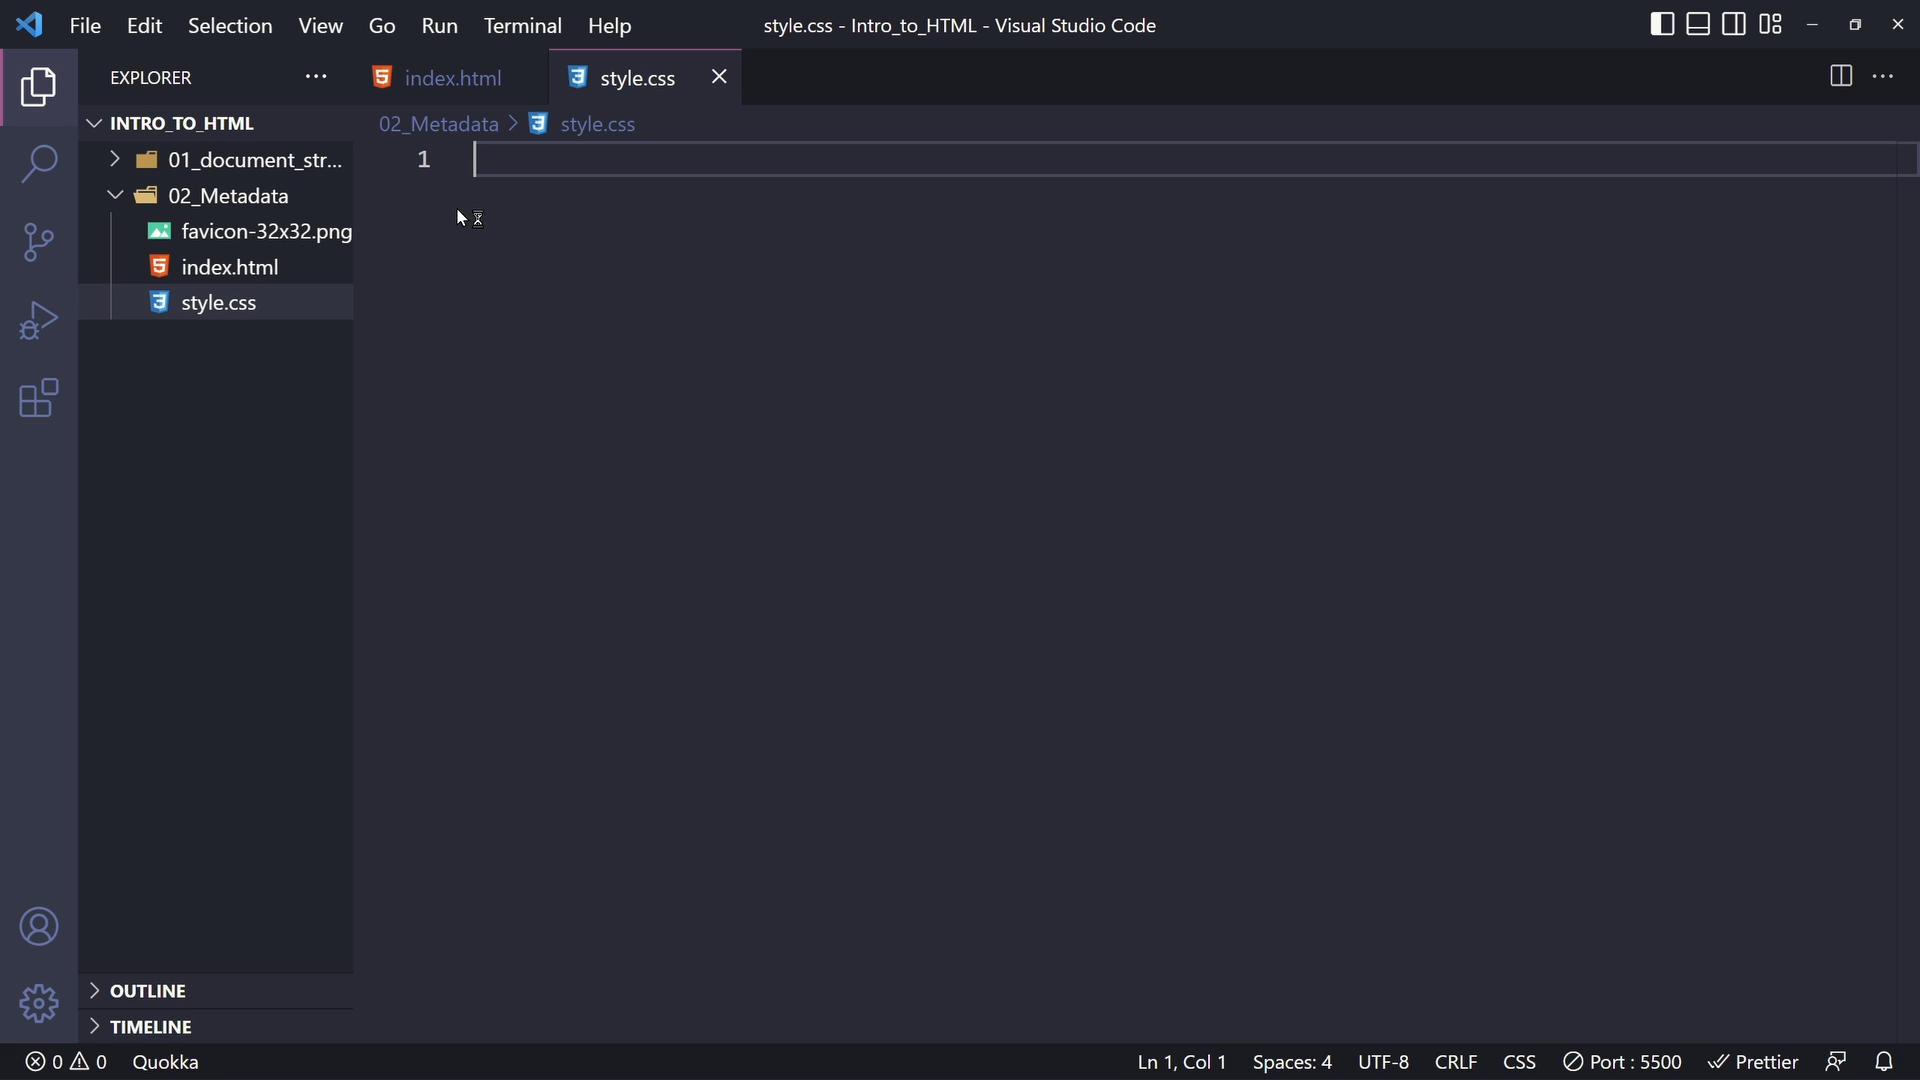 File Edit Selection View Go Run Terminal Help style.css - Intro_to_HTML - Visual Studio Code
EXPLORER
index.html
style.css
INTRO_TO_HTML
02_Metadata > style.css
01_document_str...
1
02_Metadata
favicon-32x32.png
index.html
style.css
OUTLINE
TIMELINE
0 0 Quokka Ln 1, Col 1 Spaces: 4 UTF-8 CRLF CSS Port : 5500 Prettier